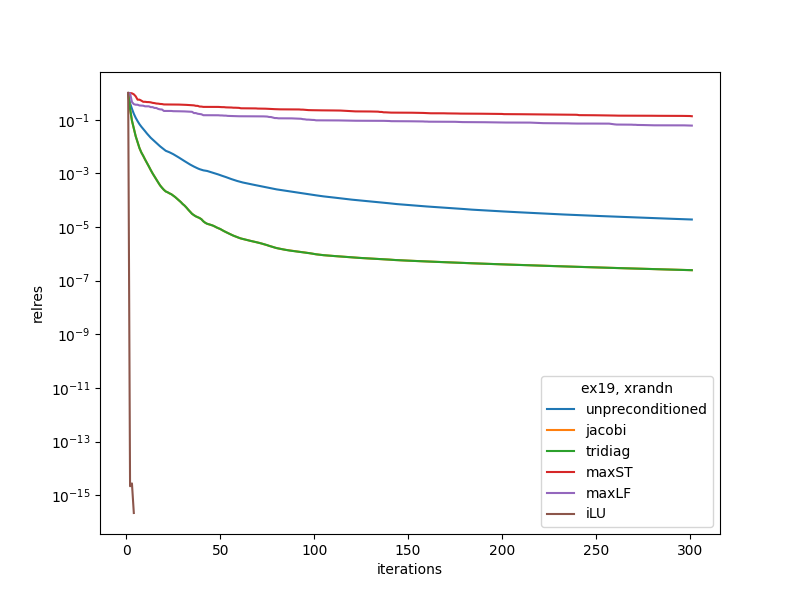 10⁻¹
10⁻³
10⁻⁵
10⁻⁷
10⁻⁹
10⁻¹¹
10⁻¹³
10⁻¹⁵
relres
ex19, xrandn
unpreconditioned
jacobi
tridiag
maxST
maxLF
iLU
0 50 100 150 200 250 300
iterations